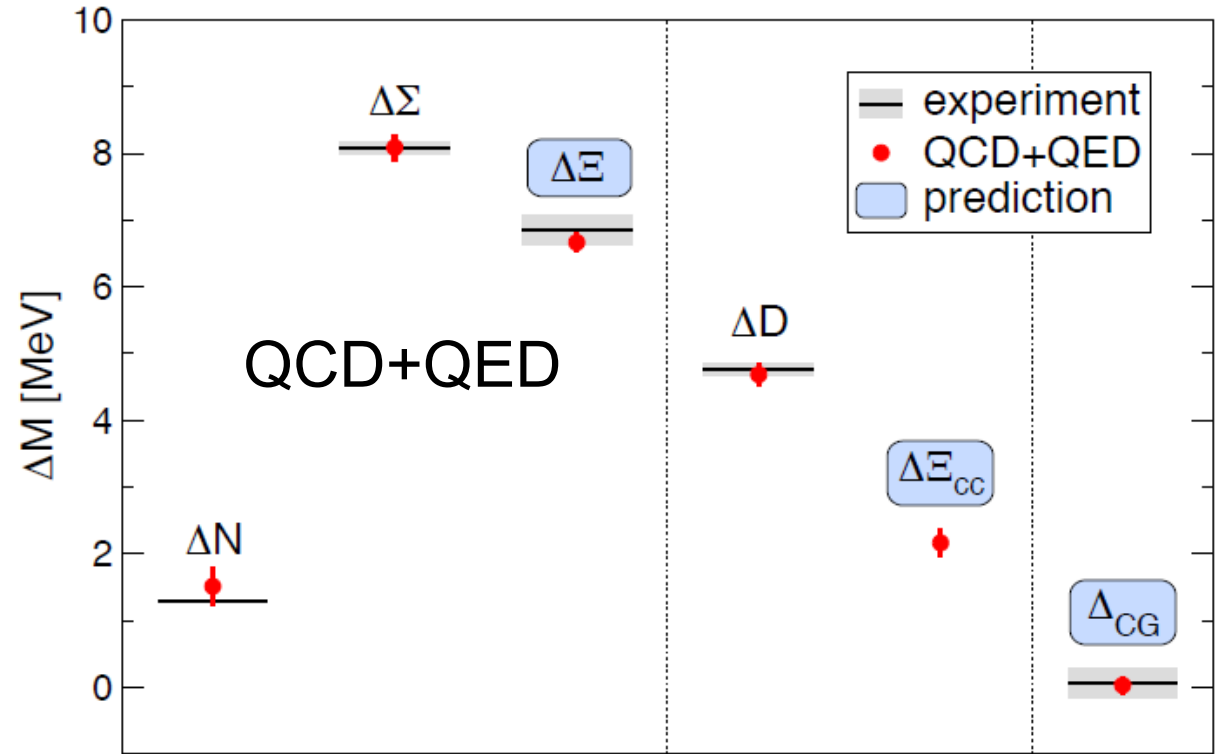 10
8
6
4
2
0
ΔM [MeV]
ΔN
ΔΣ
ΔΞ
QCD+QED
ΔD
ΔΞcc
ΔCG
experiment
QCD+QED
prediction